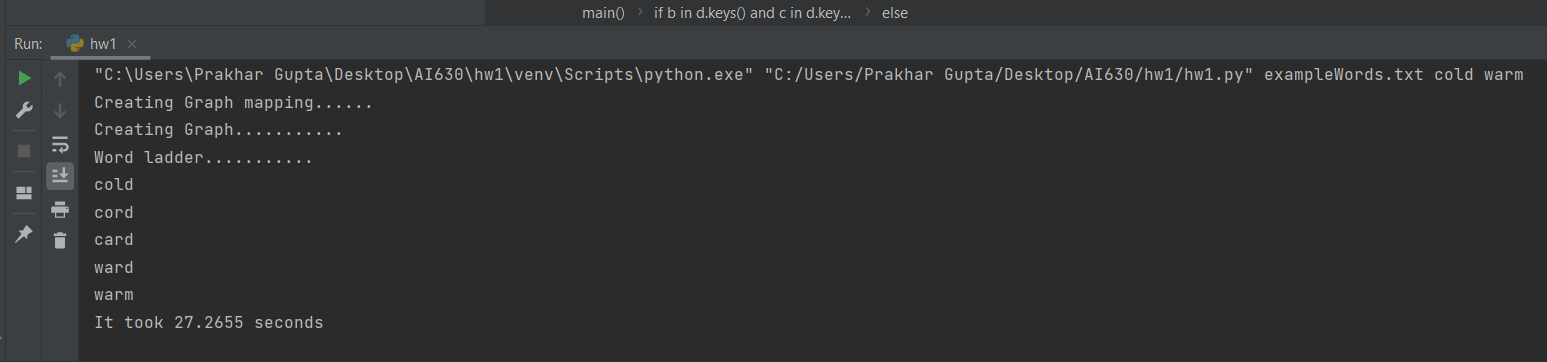 main() › if b in d.keys() and c in d.key... › else
Run: hw1 ×
"C:\Users\Prakhar Gupta\Desktop\AI630\hw1\venv\Scripts\python.exe" "C:/Users/Prakhar Gupta/Desktop/AI630/hw1/hw1.py" exampleWords.txt cold warm
Creating Graph mapping......
Creating Graph...........
Word ladder...........
cold
cord
card
ward
warm
It took 27.2655 seconds